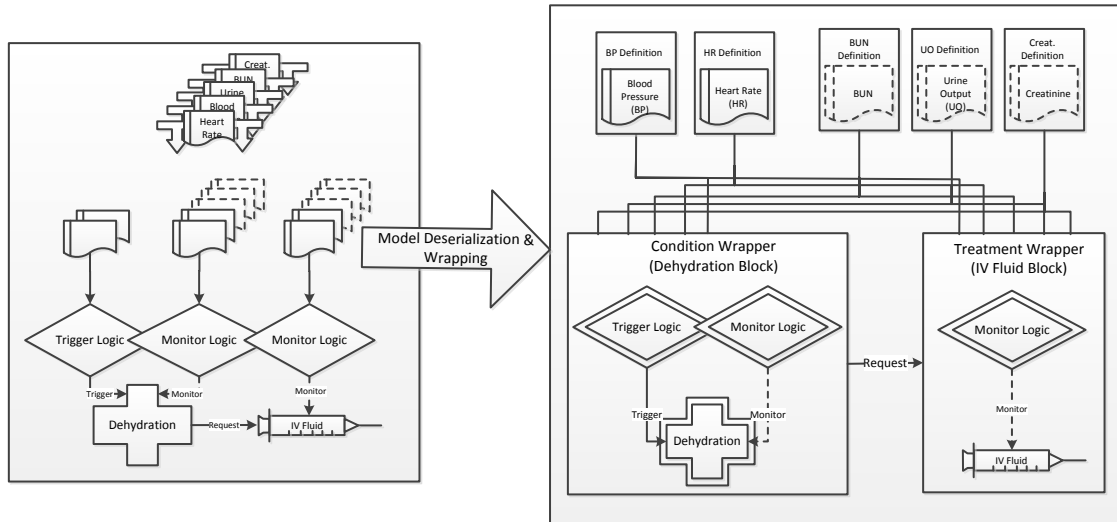 Creat.
BUN
Urine
Blood
Heart
Rate
Trigger Logic
Monitor Logic
Monitor Logic
Trigger
Monitor
Monitor
Dehydration
Request
IV Fluid
Model Deserialization &
Wrapping
BP Definition
Blood
Pressure
(BP)
HR Definition
Heart Rate
(HR)
BUN
Definition
BUN
UO Definition
Urine
Output
(UO)
Creat.
Definition
Creatinine
Condition Wrapper
(Dehydration Block)
Trigger Logic
Monitor Logic
Trigger
Monitor
Dehydration
Request
Treatment Wrapper
(IV Fluid Block)
Monitor Logic
Monitor
IV Fluid